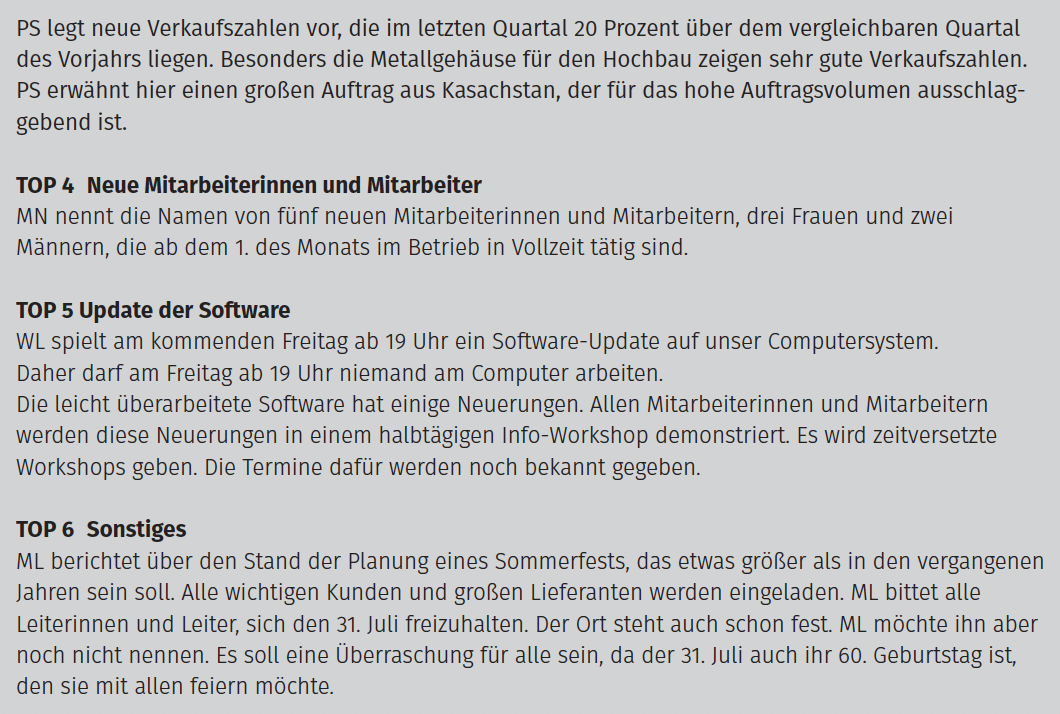 PS legt neue Verkaufszahlen vor, die im letzten Quartal 20 Prozent über dem vergleichbaren Quartal
des Vorjahrs liegen. Besonders die Metallgehäuse für den Hochbau zeigen sehr gute Verkaufszahlen.
PS erwähnt hier einen großen Auftrag aus Kasachstan, der für das hohe Auftragsvolumen ausschlag-
gebend ist.
TOP 4 Neue Mitarbeiterinnen und Mitarbeiter
MN nennt die Namen von fünf neuen Mitarbeiterinnen und Mitarbeitern, drei Frauen und zwei
Männern, die ab dem 1. des Monats im Betrieb in Vollzeit tätig sind.
TOP 5 Update der Software
WL spielt am kommenden Freitag ab 19 Uhr ein Software-Update auf unser Computersystem.
Daher darf am Freitag ab 19 Uhr niemand am Computer arbeiten.
Die leicht überarbeitete Software hat einige Neuerungen. Allen Mitarbeiterinnen und Mitarbeitern
werden diese Neuerungen in einem halbtägigen Info-Workshop demonstriert. Es wird zeitversetzte
Workshops geben. Die Termine dafür werden noch bekannt gegeben.
TOP 6 Sonstiges
ML berichtet über den Stand der Planung eines Sommerfests, das etwas größer als in den vergangenen
Jahren sein soll. Alle wichtigen Kunden und großen Lieferanten werden eingeladen. ML bittet alle
Leiterinnen und Leiter, sich den 31. Juli freizuhalten. Der Ort steht auch schon fest. ML möchte ihn aber
noch nicht nennen. Es soll eine Überraschung für alle sein, da der 31. Juli auch ihr 60. Geburtstag ist,
den sie mit allen feiern möchte.